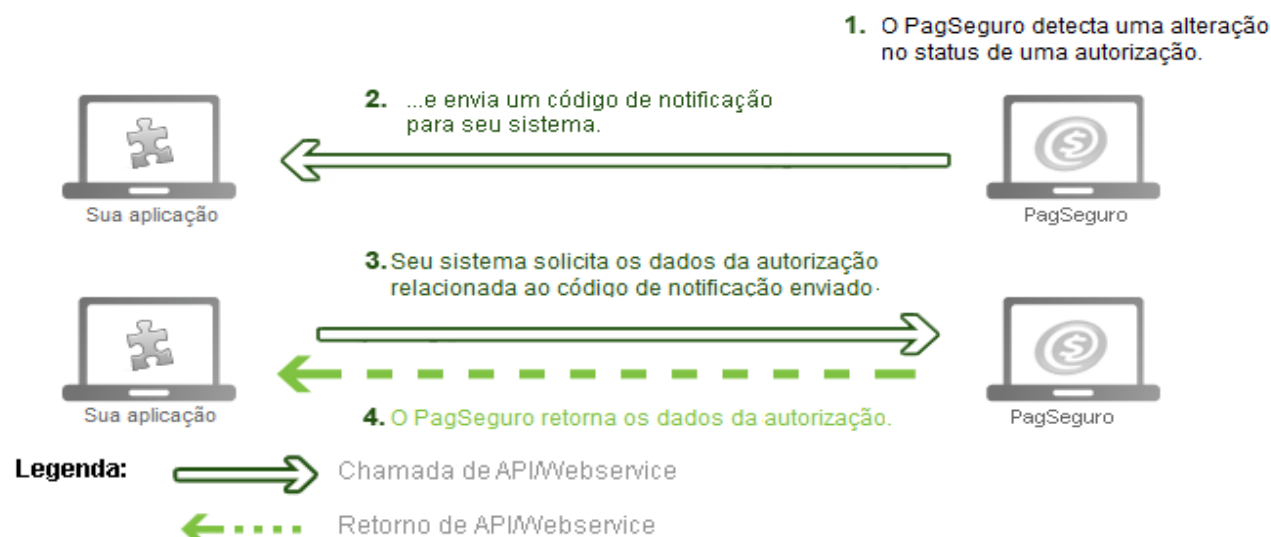 1. O PagSeguro detecta uma alteração
no status de uma autorização.
2. ...e envia um código de notificação
para seu sistema.
Sua aplicação
PagSeguro
3. Seu sistema solicita os dados da autorização
relacionada ao código de notificação enviado.
Sua aplicação
4. O PagSeguro retorna os dados da autorização.
PagSeguro
Legenda:
Chamada de API/Webservice
Retorno de API/Webservice